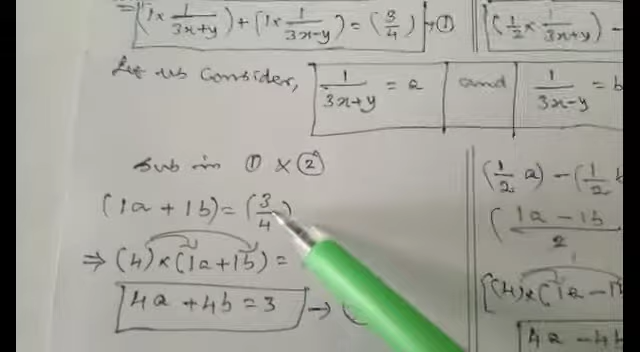 =(1× 1/3x+y) + (1× 1/3x-y) = (3/4) → ①
Let us Consider, 1/3x+y = a and 1/3x-y = b
Sub in ① × ②
(1a + 1b) = (3/4)
⇒ (4) × (1a+1b) =
4a + 4b = 3 →
(1/2 × 1/3x+y) -
(1/2 a) - (1/2 b
( 1a - 1b / 2
(4) × (1a - 1b
4a - 4b